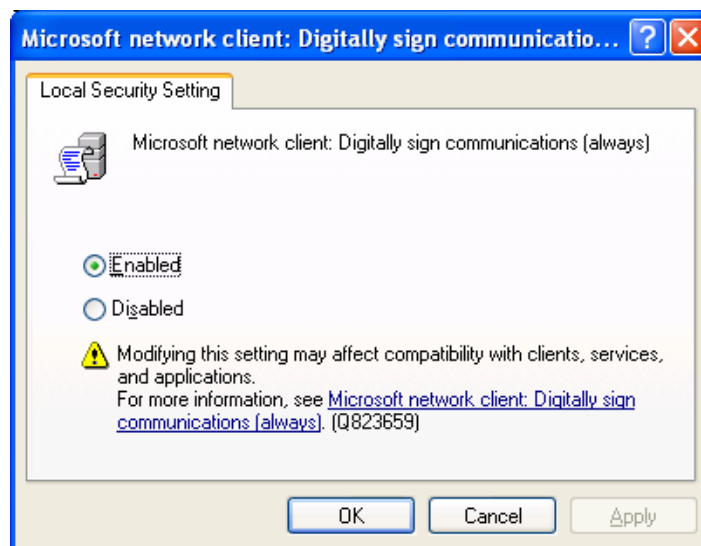 Microsoft network client: Digitally sign communicatio...
Local Security Setting
Microsoft network client: Digitally sign communications (always)
Enabled
Disabled
Modifying this setting may affect compatibility with clients, services,
and applications.
For more information, see Microsoft network client: Digitally sign
communications (always). (Q823659)
OK
Cancel
Apply